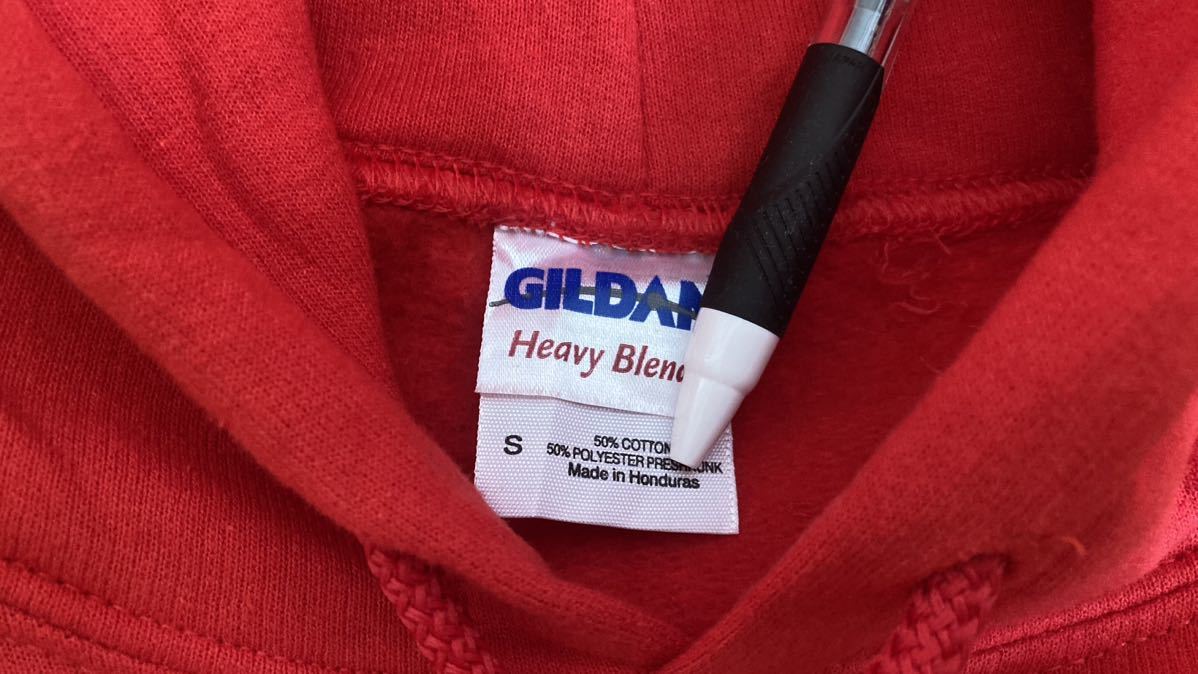 GILDAN
Heavy Blend
S
50% COTTON
50% POLYESTER PRESHRUNK
Made in Honduras